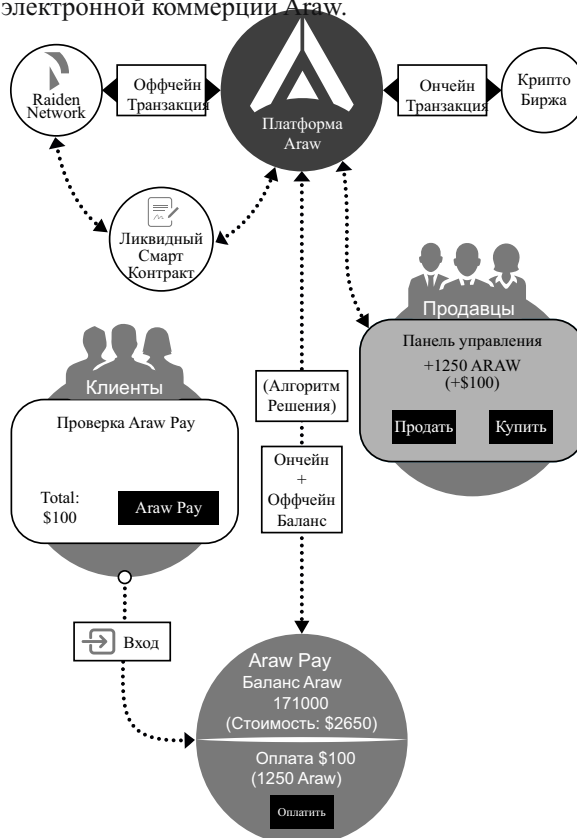 электронной коммерции Araw.
Raiden
Network
Оффчейн
Транзакция
Платформа
Araw
Ончейн
Транзакция
Крипто
Биржа
Ликвидный
Смарт
Контракт
Продавцы
Панель управления
+1250 ARAW
(+$100)
Продать
Купить
Клиенты
Проверка Araw Pay
Total:
$100
Araw Pay
(Алгоритм
Решения)
Ончейн
+
Оффчейн
Баланс
Вход
Araw Pay
Баланс Araw
171000
(Стоимость: $2650)
Оплата $100
(1250 Araw)
Оплатить